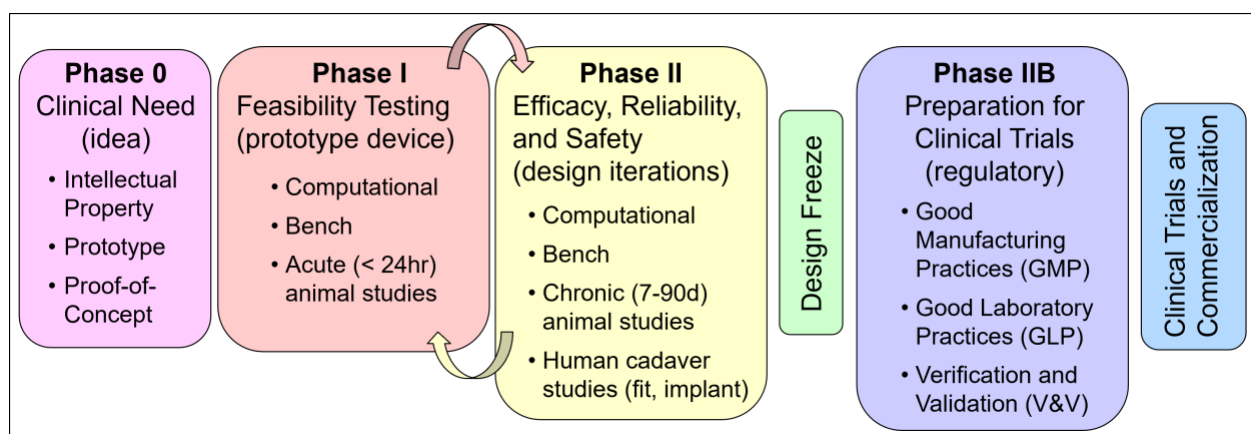 Phase 0
Clinical Need
(idea)
• Intellectual
Property
• Prototype
• Proof-of-
Concept
Phase I
Feasibility Testing
(prototype device)
• Computational
• Bench
• Acute (< 24hr)
animal studies
Phase II
Efficacy, Reliability,
and Safety
(design iterations)
• Computational
• Bench
• Chronic (7-90d)
animal studies
• Human cadaver
studies (fit, implant)
Design Freeze
Phase IIB
Preparation for
Clinical Trials
(regulatory)
• Good
Manufacturing
Practices (GMP)
• Good Laboratory
Practices (GLP)
• Verification and
Validation (V&V)
Clinical Trials and
Commercialization